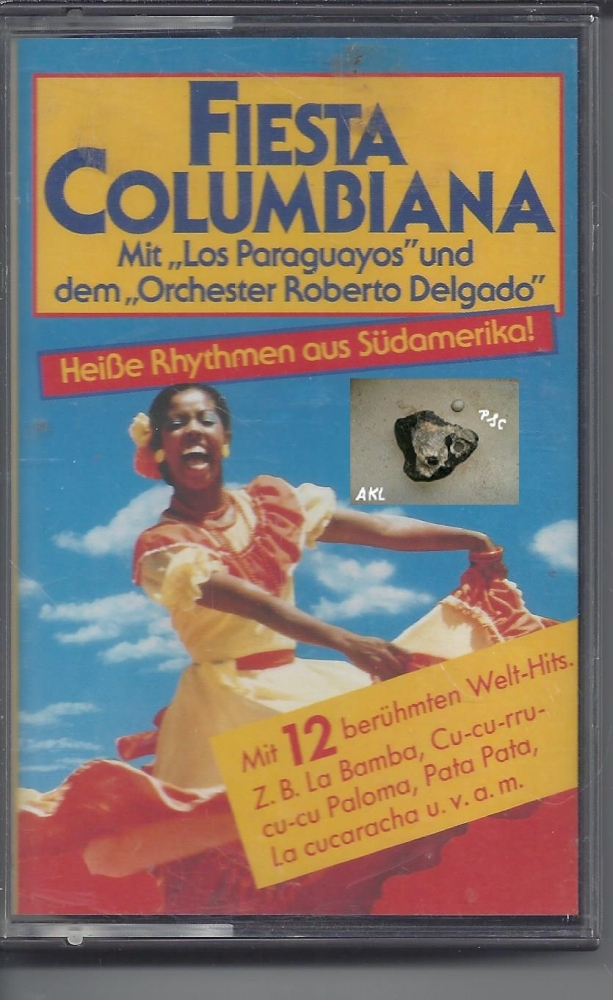 FIESTA
COLUMBIANA
Mit „Los Paraguayos" und
dem „Orchester Roberto Delgado"
Heiße Rhythmen aus Südamerika!
PSC
AKL
Mit 12 berühmten Welt-Hits.
Z. B. La Bamba, Cu-cu-rru-
cu-cu Paloma, Pata Pata,
La cucaracha u. v. a. m.